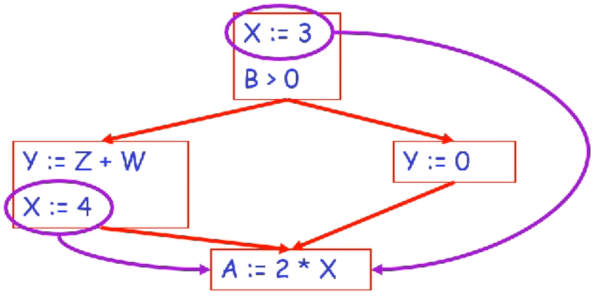 X := 3
B > 0
Y := Z + W
X := 4
Y := 0
A := 2 * X